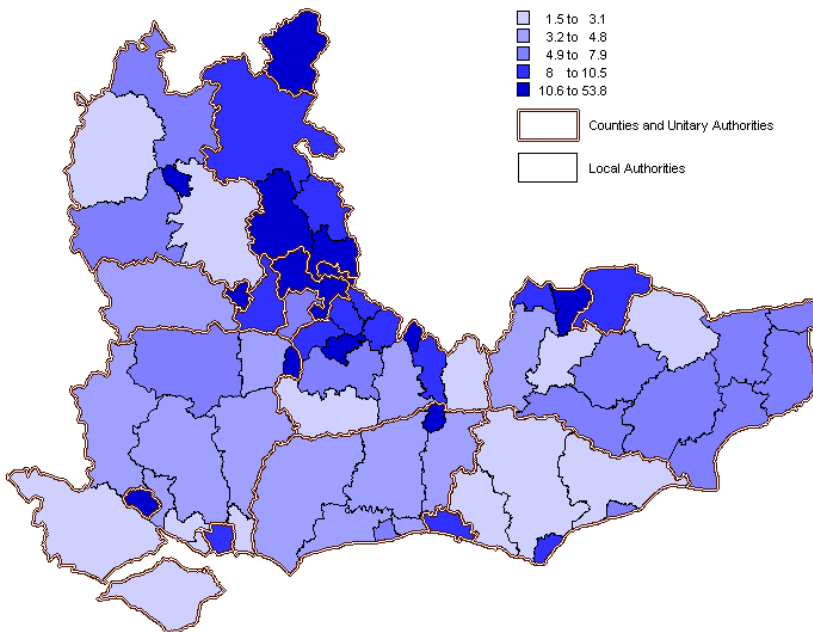 1.5 to 3.1
3.2 to 4.8
4.9 to 7.9
8 to 10.5
10.6 to 53.8
Counties and Unitary Authorities
Local Authorities